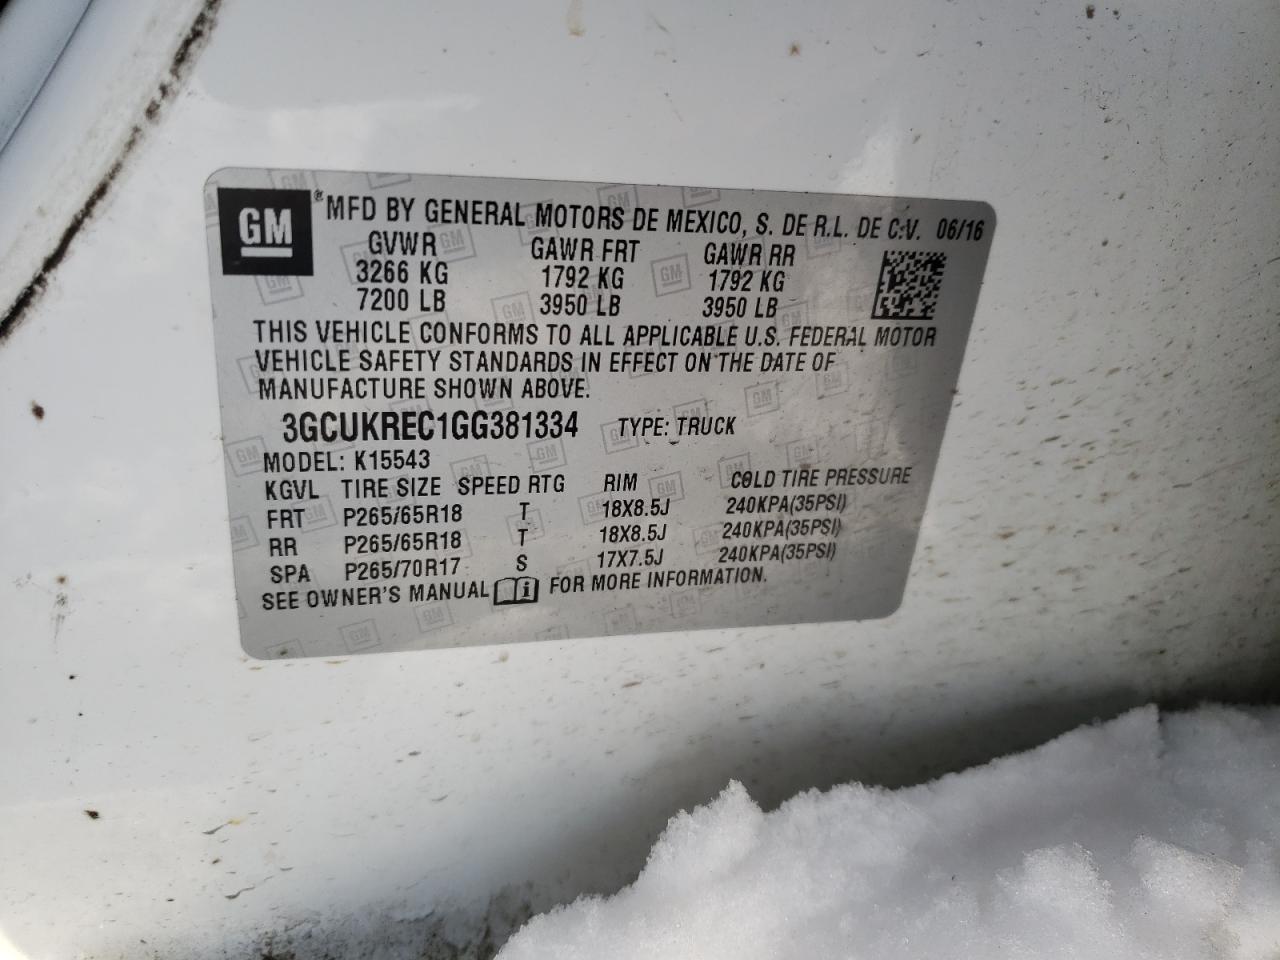 GM ® MFD BY GENERAL MOTORS DE MEXICO, S. DE R.L. DE C.V. 06/16
GVWR GAWR FRT GAWR RR
3266 KG 1792 KG 1792 KG
7200 LB 3950 LB 3950 LB
THIS VEHICLE CONFORMS TO ALL APPLICABLE U.S. FEDERAL MOTOR
VEHICLE SAFETY STANDARDS IN EFFECT ON THE DATE OF
MANUFACTURE SHOWN ABOVE.
3GCUKREC1GG381334 TYPE: TRUCK
MODEL: K15543
KGVL TIRE SIZE SPEED RTG RIM COLD TIRE PRESSURE
FRT P265/65R18 T 18X8.5J 240KPA(35PSI)
RR P265/65R18 T 18X8.5J 240KPA(35PSI)
SPA P265/70R17 S 17X7.5J 240KPA(35PSI)
SEE OWNER'S MANUAL i FOR MORE INFORMATION.